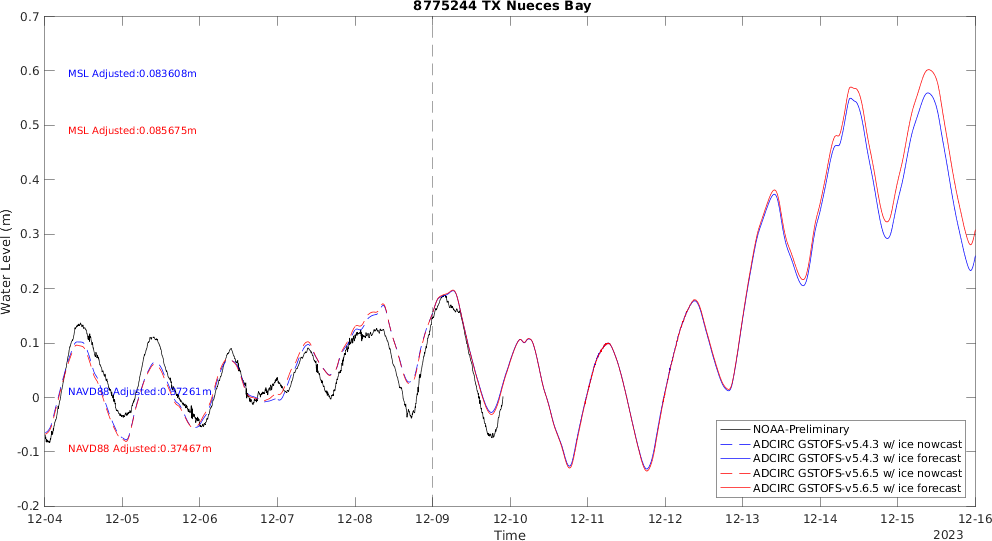 8775244 TX Nueces Bay
Water Level (m)
0.7
0.6
0.5
0.4
0.3
0.2
0.1
0
-0.1
-0.2
MSL Adjusted:0.083608m
MSL Adjusted:0.085675m
NAVD88 Adjusted:0.37261m
NAVD88 Adjusted:0.37467m
NOAA-Preliminary
ADCIRC GSTOFS-v5.4.3 w/ ice nowcast
ADCIRC GSTOFS-v5.4.3 w/ ice forecast
ADCIRC GSTOFS-v5.6.5 w/ ice nowcast
ADCIRC GSTOFS-v5.6.5 w/ ice forecast
12-04 12-05 12-06 12-07 12-08 12-09 12-10 12-11 12-12 12-13 12-14 12-15 12-16
Time
2023